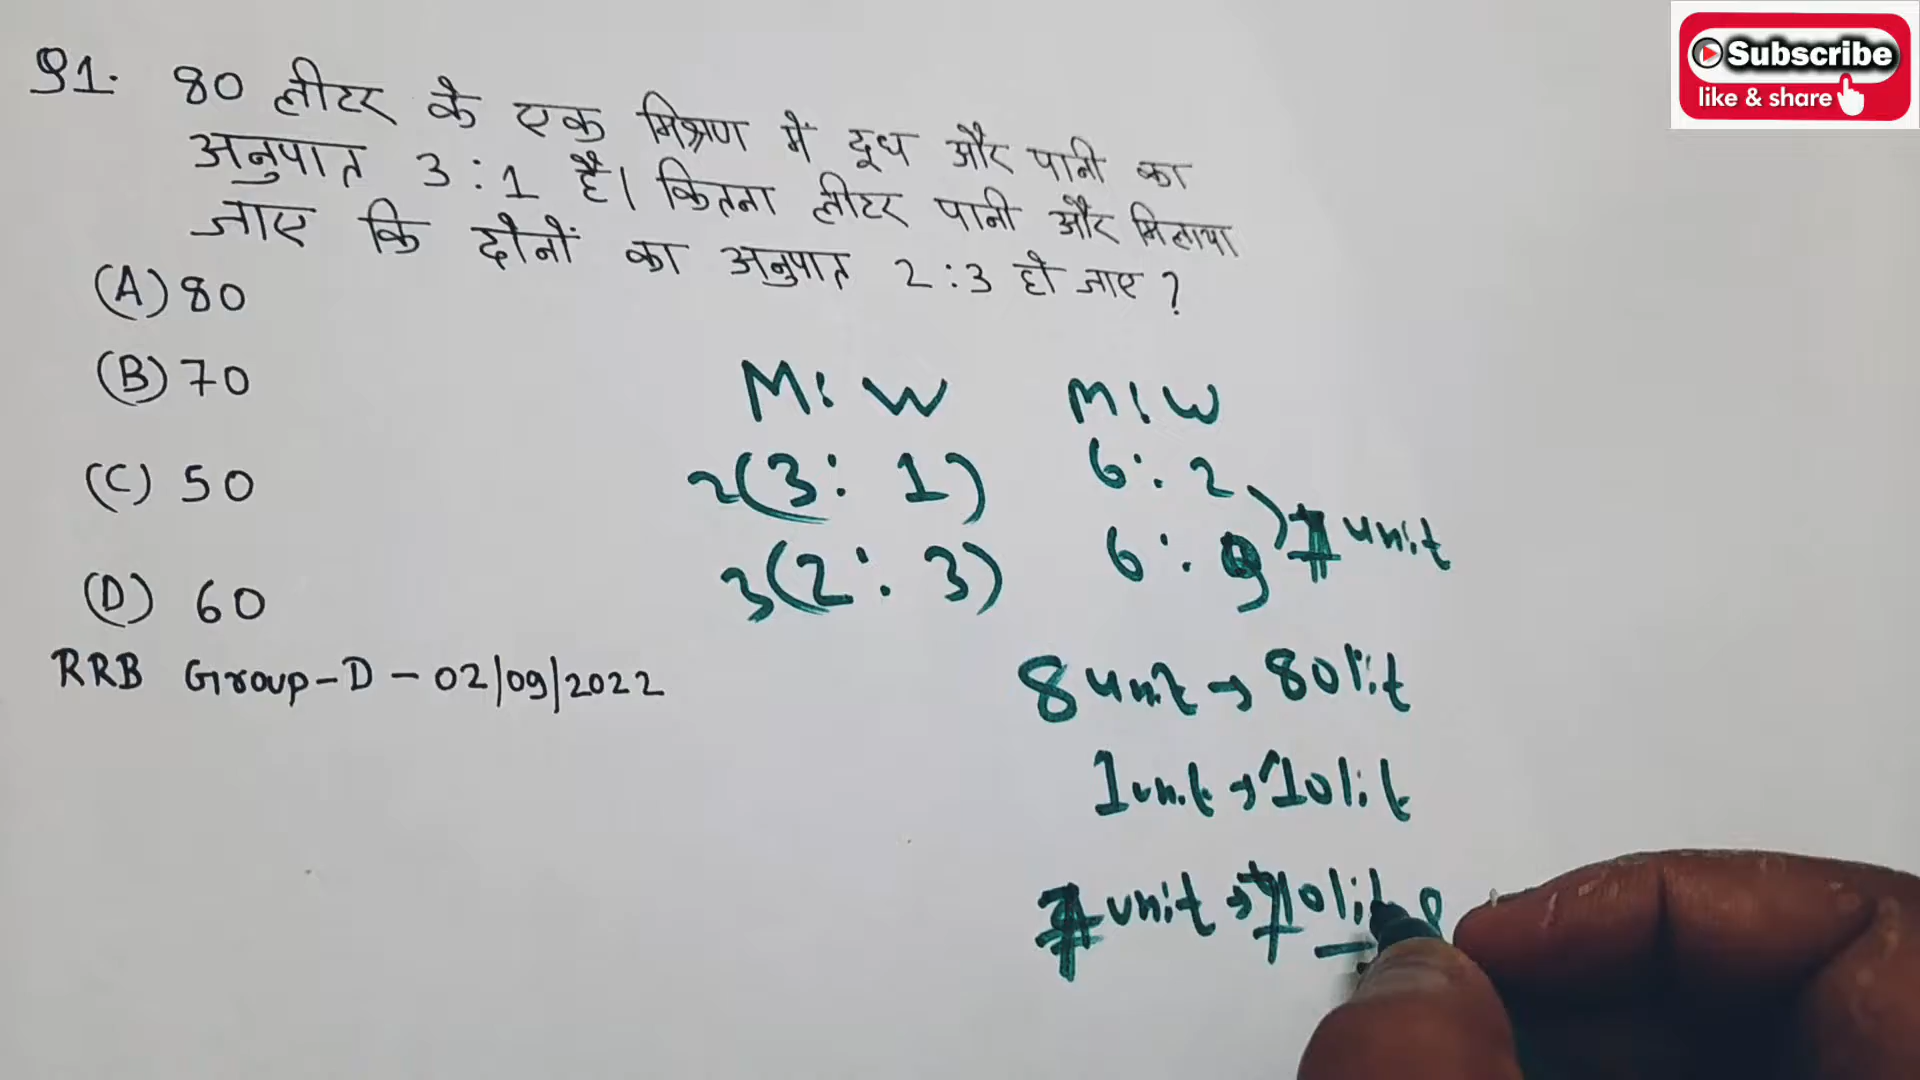 Q1. 80 लीटर के एक मिश्रण में दूध और पानी का
अनुपात 3:1 है। कितना लीटर पानी और मिलाया
जाए कि दोनों का अनुपात 2:3 हो जाए ?
(A) 80
(B) 70
(C) 50
(D) 60
RRB Group-D - 02/09/2022
M : W
2(3 : 1)
3(2 : 3)
M : W
6 : 2
6 : 9
7 unit
8 unit → 80 lit
1 unit → 10 lit
7 unit → 70 lit
Subscribe
like & share